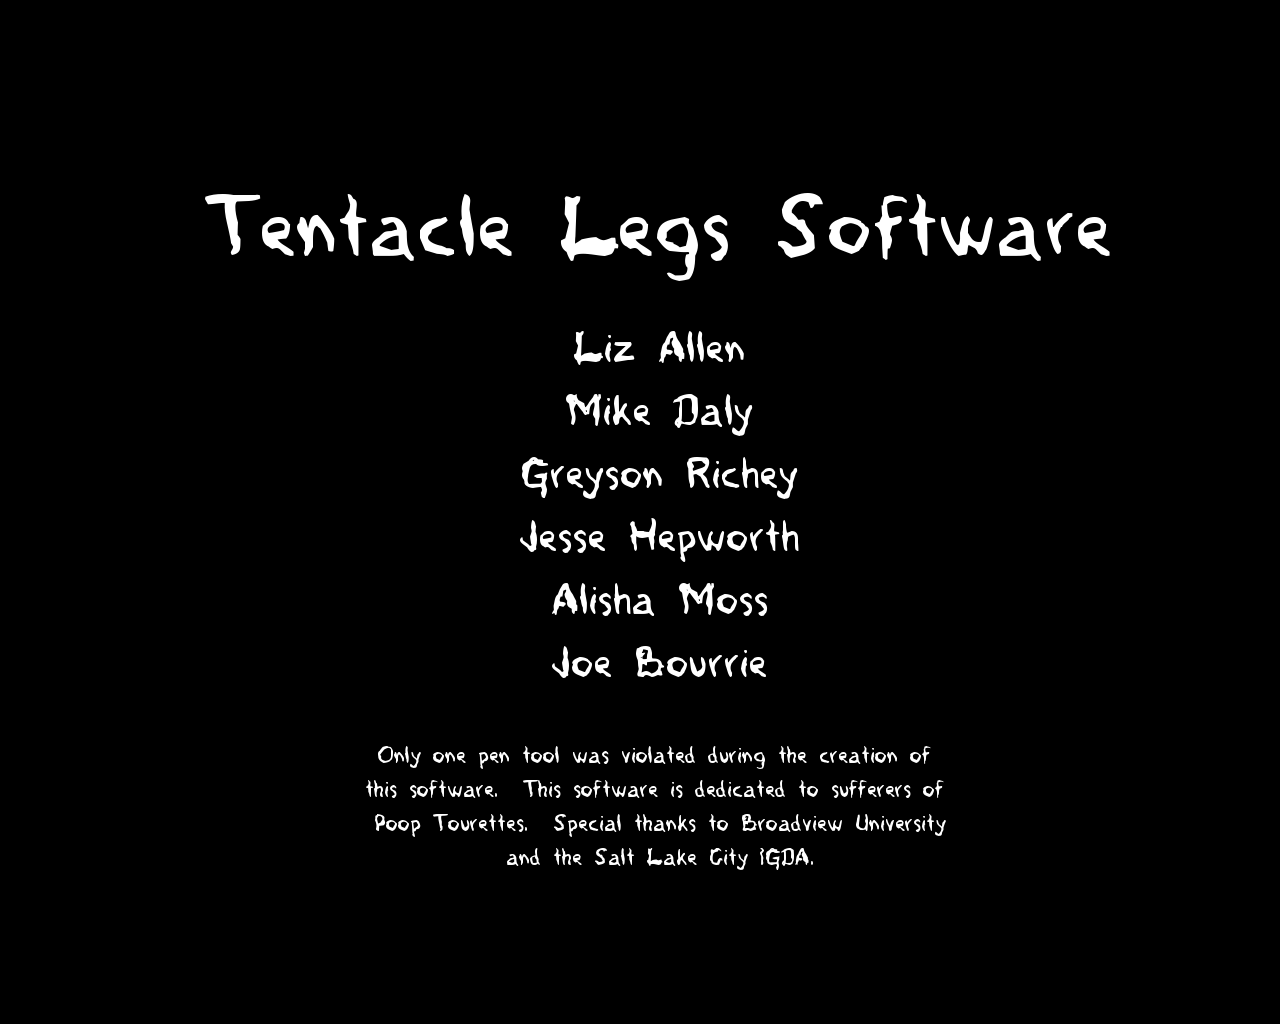 Tentacle Legs Software
Liz Allen
Mike Daly
Greyson Richey
Jesse Hepworth
Alisha Moss
Joe Bourrie
Only one pen tool was violated during the creation of
this software. This software is dedicated to sufferers of
Poop Tourettes. Special thanks to Broadview University
and the Salt Lake City IGDA.